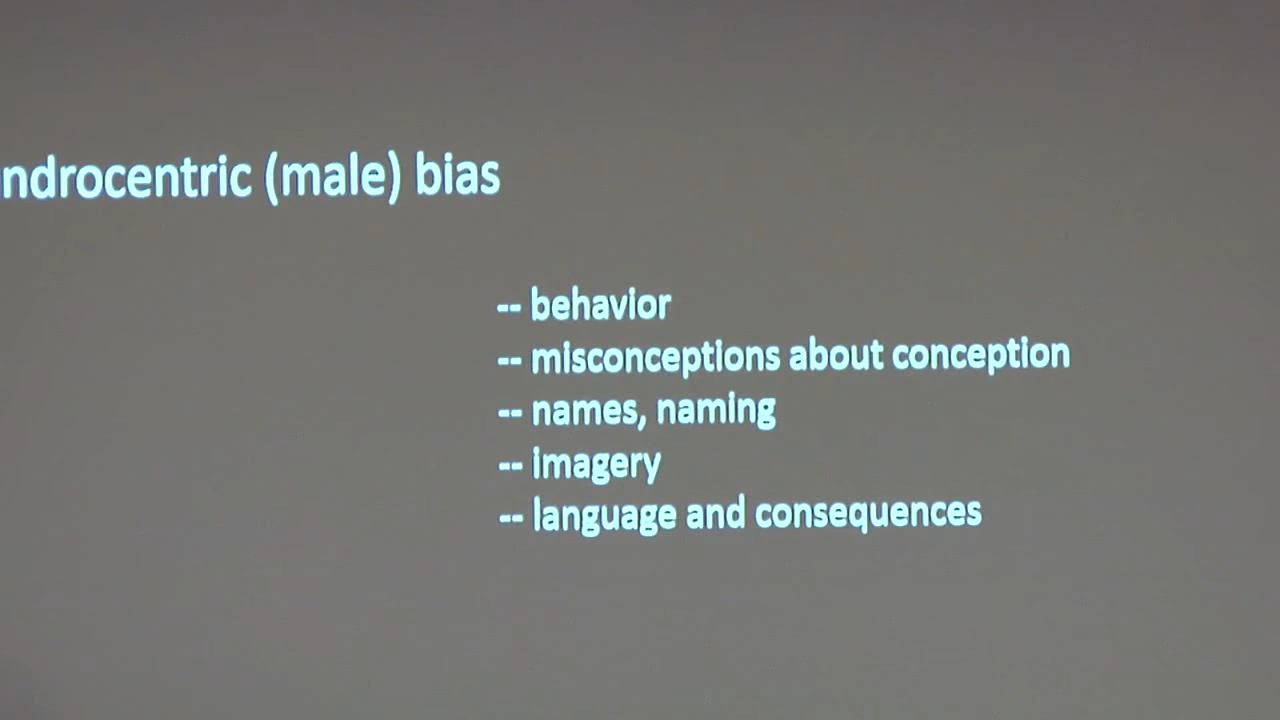 ndrocentric (male) bias
-- behavior
-- misconceptions about conception
-- names, naming
-- imagery
-- language and consequences